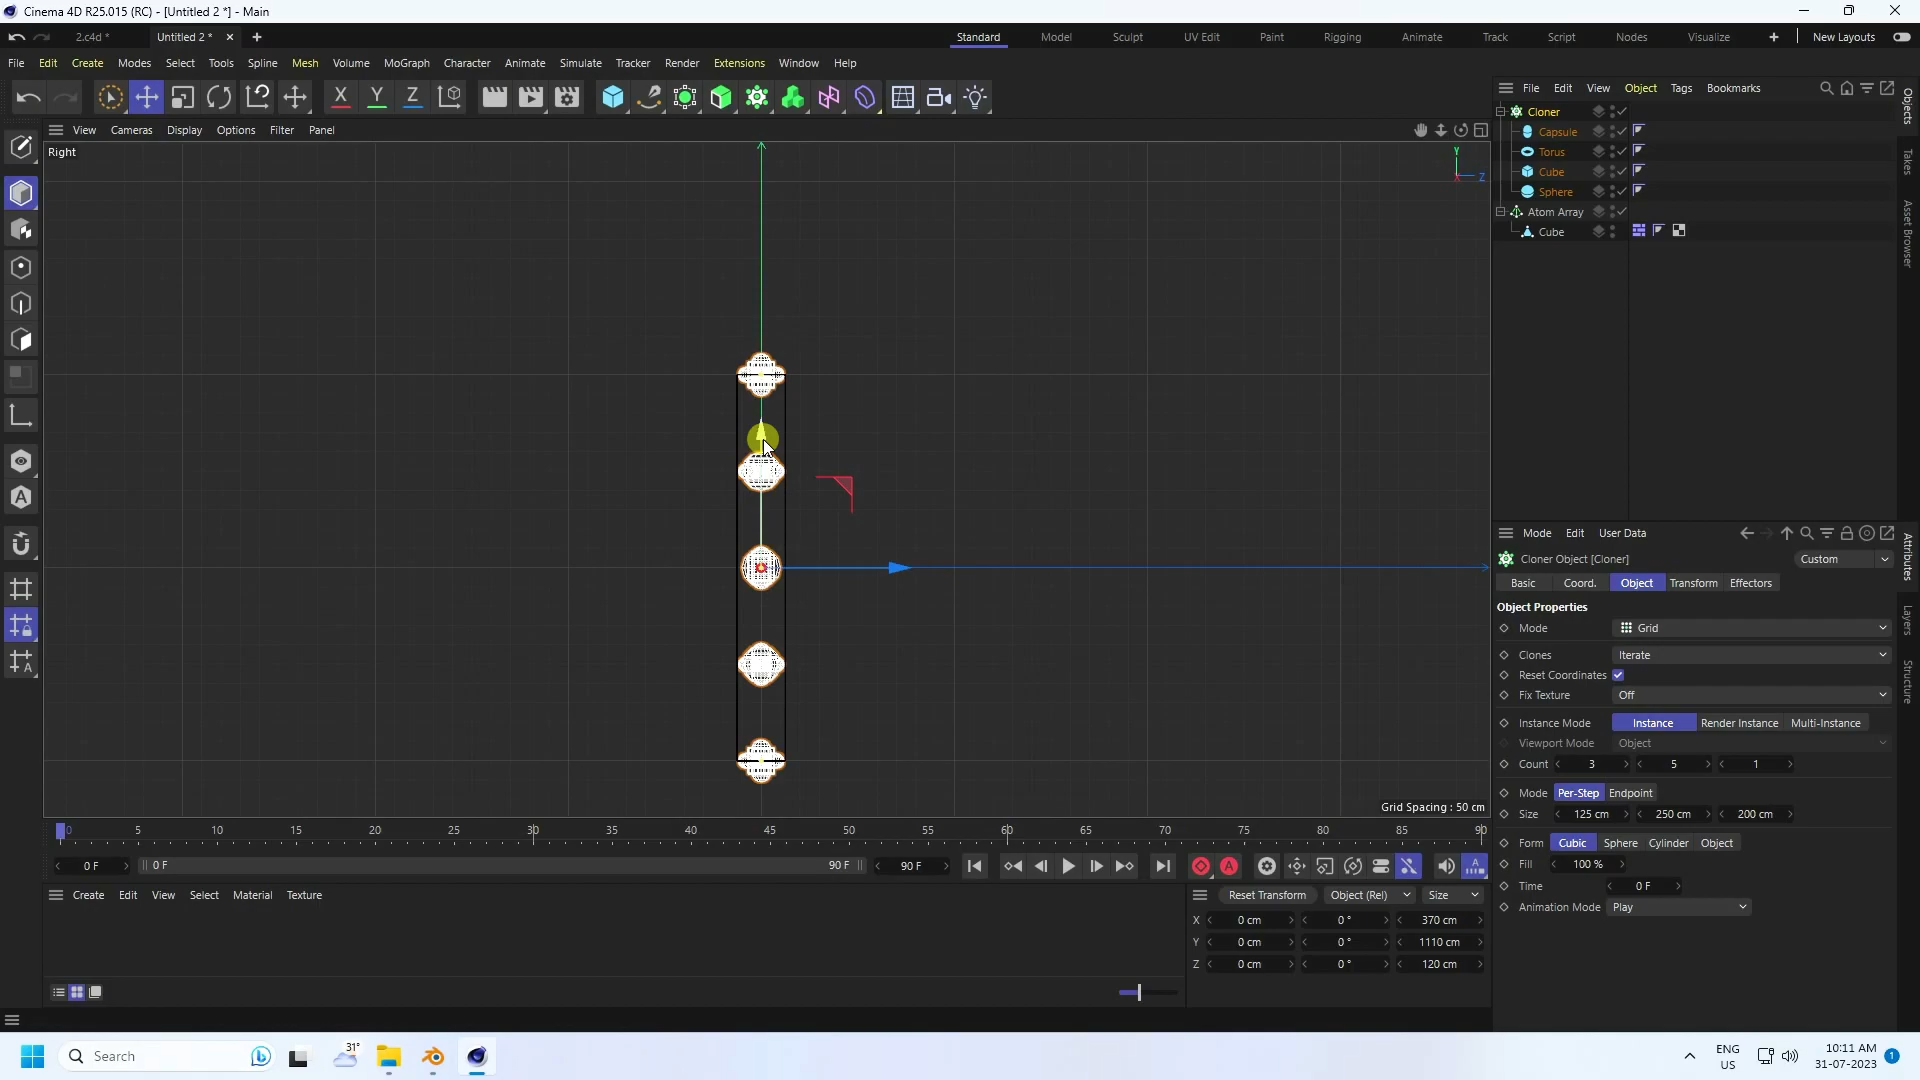 Cinema 4D R25.015 (RC) - [Untitled 2 *] - Main
2.c4d *
Untitled 2 *
Standard
Model
Sculpt
UV Edit
Paint
Rigging
Animate
Track
Script
Nodes
Visualize
New Layouts
File Edit Create Modes Select Tools Spline Mesh Volume MoGraph Character Animate Simulate Tracker Render Extensions Window Help
X Y Z
File Edit View Object Tags Bookmarks
View Cameras Display Options Filter Panel
Right
Y
X Z
Cloner
Capsule
Torus
Cube
Sphere
Atom Array
Cube
Objects
Takes
Asset Browser
Mode Edit User Data
Cloner Object [Cloner]
Custom
Basic Coord. Object Transform Effectors
Object Properties
Mode Grid
Clones Iterate
Reset Coordinates
Fix Texture Off
Instance Mode Instance Render Instance Multi-Instance
Viewport Mode Object
Count 3 5 1
Mode Per-Step Endpoint
Size 125 cm 250 cm 200 cm
Form Cubic Sphere Cylinder Object
Fill 100 %
Time 0 F
Animation Mode Play
Attributes
Layers
Structure
Grid Spacing : 50 cm
0 5 10 15 20 25 30 35 40 45 50 55 60 65 70 75 80 85 90
0 F 0 F 90 F 90 F
Create Edit View Select Material Texture
Reset Transform Object (Rel) Size
X 0 cm 0 ° 370 cm
Y 0 cm 0 ° 1110 cm
Z 0 cm 0 ° 120 cm
Search
31°
ENG
US
10:11 AM
31-07-2023
1